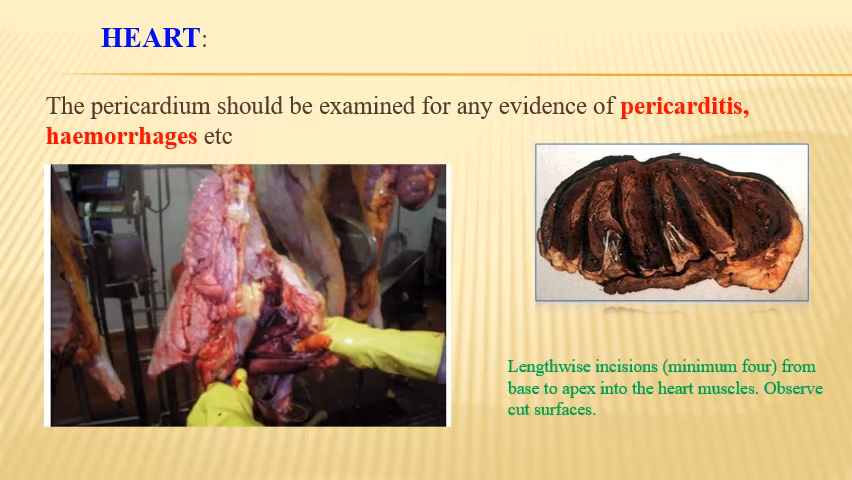 HEART:
The pericardium should be examined for any evidence of pericarditis,
haemorrhages etc
Lengthwise incisions (minimum four) from
base to apex into the heart muscles. Observe
cut surfaces.